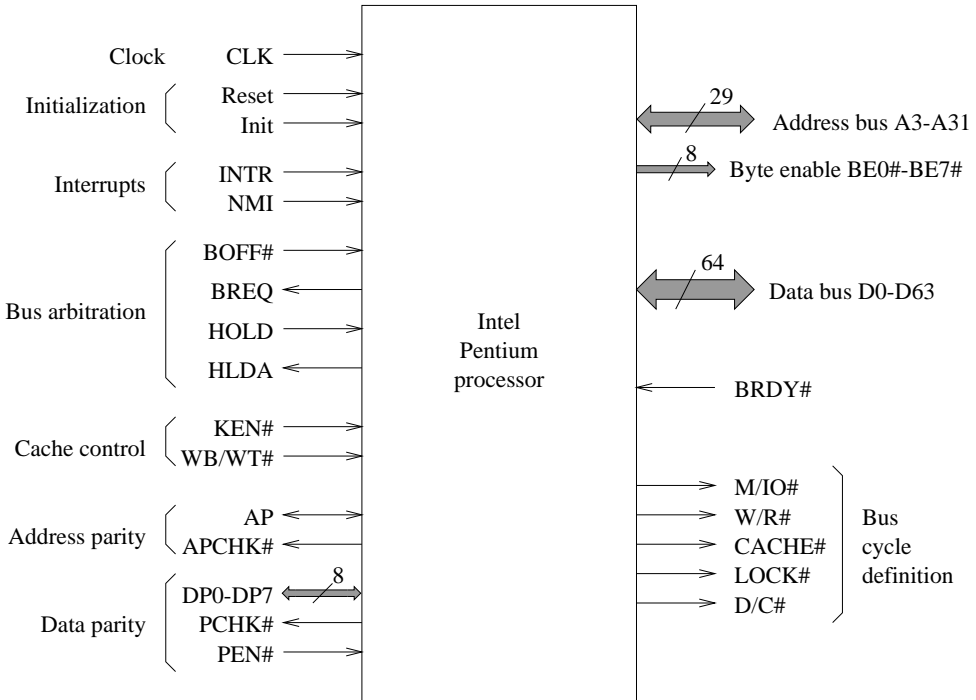 Clock CLK
Initialization
Reset
Init
Interrupts
INTR
NMI
Bus arbitration
BOFF#
BREQ
HOLD
HLDA
Cache control
KEN#
WB/WT#
Address parity
AP
APCHK#
Data parity
DP0-DP7
8
PCHK#
PEN#
Intel
Pentium
processor
29
Address bus A3-A31
8
Byte enable BE0#-BE7#
64
Data bus D0-D63
BRDY#
M/IO#
W/R#
CACHE#
LOCK#
D/C#
Bus
cycle
definition